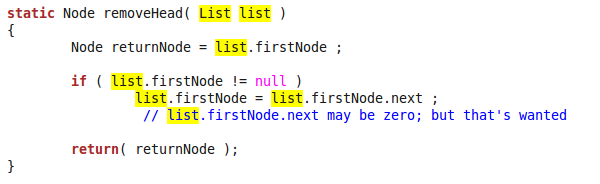 static Node removeHead( List list )
{
        Node returnNode = list.firstNode ;

        if ( list.firstNode != null )
                list.firstNode = list.firstNode.next ;
                 // list.firstNode.next may be zero; but that's wanted

        return( returnNode );
}